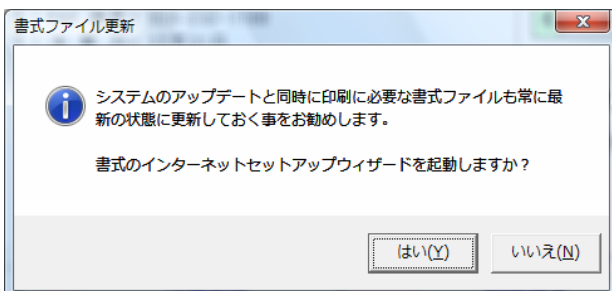 書式ファイル更新
システムのアップデートと同時に印刷に必要な書式ファイルも常に最
新の状態に更新しておく事をお勧めします。
書式のインターネットセットアップウィザードを起動しますか？
はい(Y) いいえ(N)